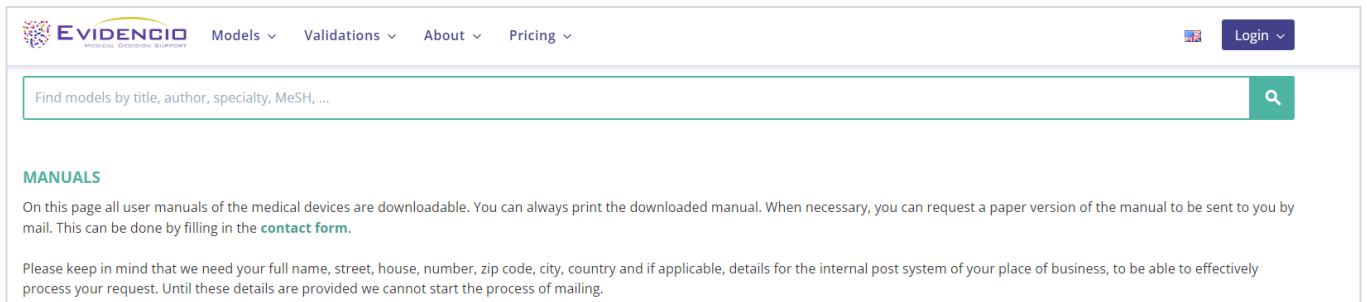 EVIDENCIO
MEDICAL DECISION SUPPORT
Models
Validations
About
Pricing
Login
Find models by title, author, specialty, MeSH, ...
MANUALS
On this page all user manuals of the medical devices are downloadable. You can always print the downloaded manual. When necessary, you can request a paper version of the manual to be sent to you by
mail. This can be done by filling in the contact form.
Please keep in mind that we need your full name, street, house, number, zip code, city, country and if applicable, details for the internal post system of your place of business, to be able to effectively
process your request. Until these details are provided we cannot start the process of mailing.